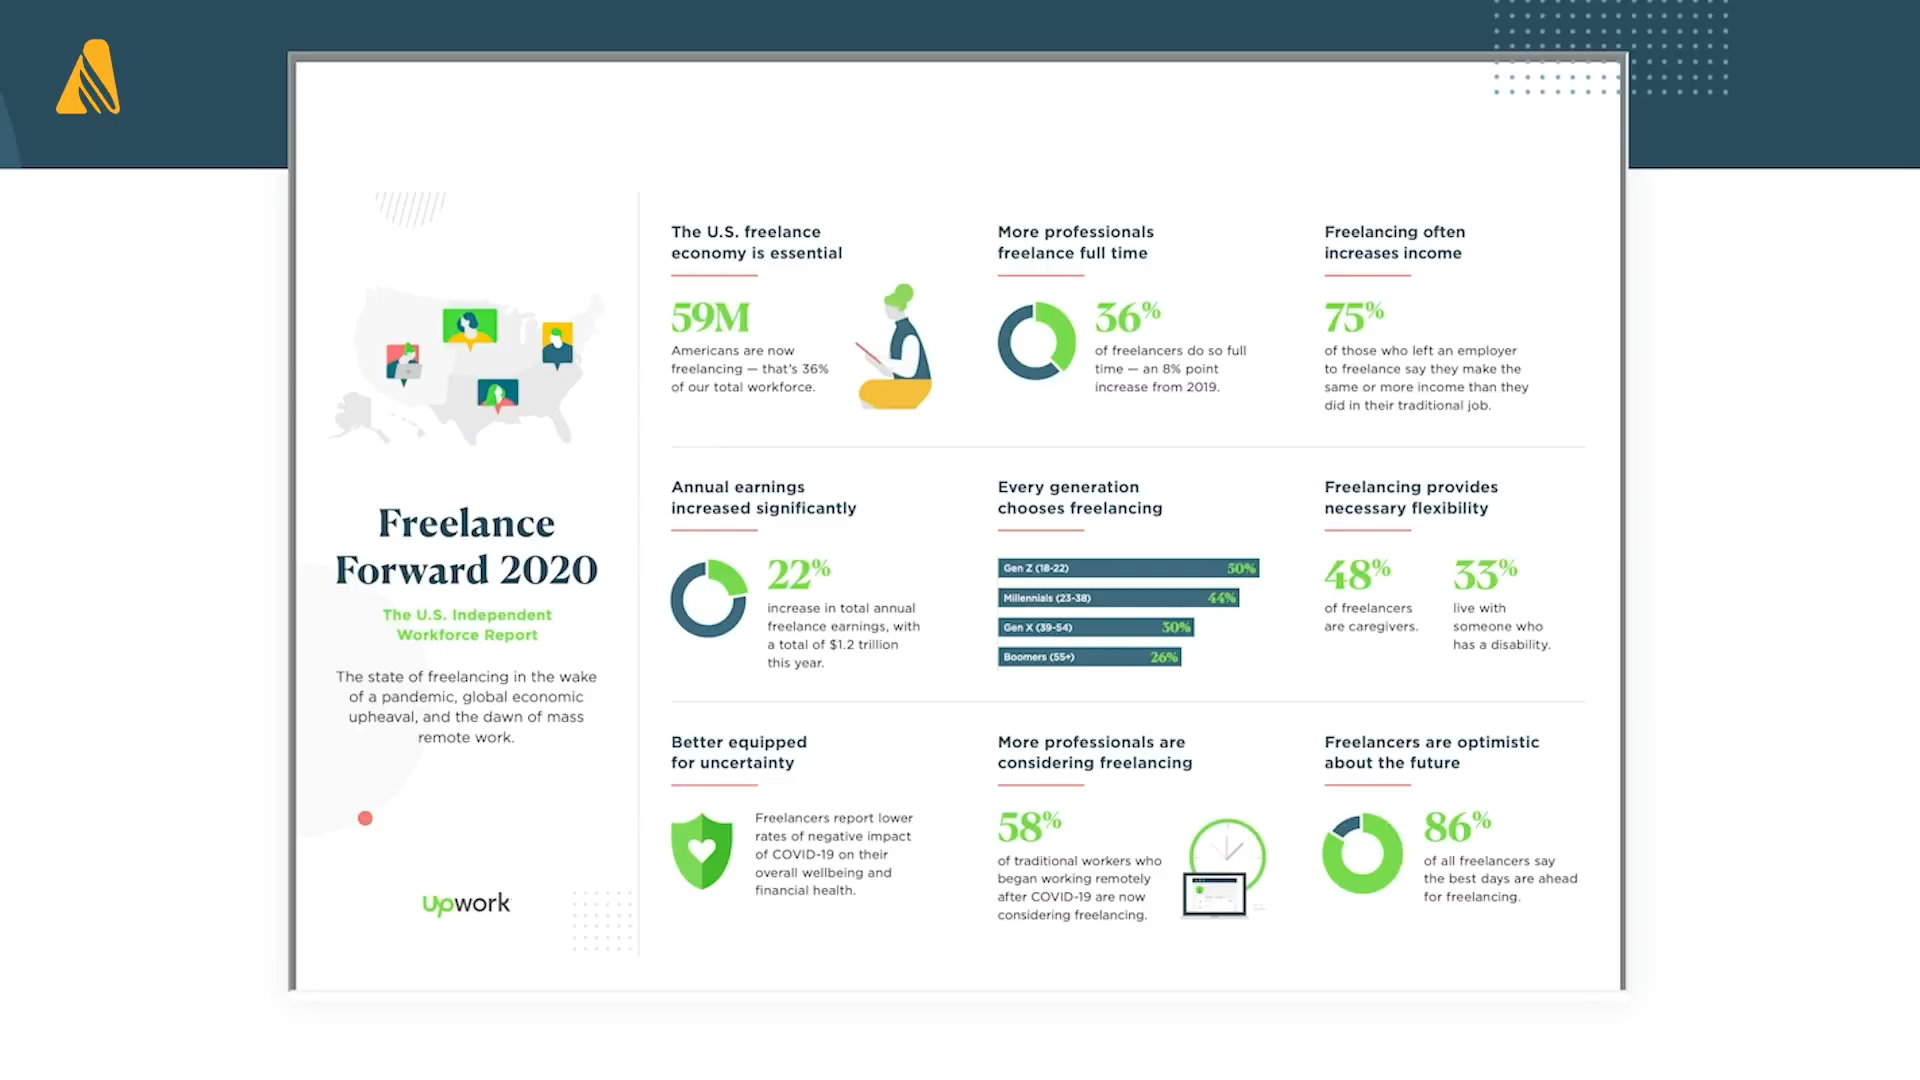 Freelance
Forward 2020
The U.S. Independent
Workforce Report
The state of freelancing in the wake
of a pandemic, global economic
upheaval, and the dawn of mass
remote work.
Upwork
The U.S. freelance
economy is essential
59M
Americans are now
freelancing — that's 36%
of our total workforce.
More professionals
freelance full time
36%
of freelancers do so full
time — an 8% point
increase from 2019.
Freelancing often
increases income
75%
of those who left an employer
to freelance say they make the
same or more income than they
did in their traditional job.
Annual earnings
increased significantly
22%
increase in total annual
freelance earnings, with
a total of $1.2 trillion
this year.
Every generation
chooses freelancing
Gen Z (18-22) 50%
Millennials (23-38) 44%
Gen X (39-54) 30%
Boomers (55+) 26%
Freelancing provides
necessary flexibility
48%
of freelancers
are caregivers.
33%
live with
someone who
has a disability.
Better equipped
for uncertainty
Freelancers report lower
rates of negative impact
of COVID-19 on their
overall wellbeing and
financial health.
More professionals are
considering freelancing
58%
of traditional workers who
began working remotely
after COVID-19 are now
considering freelancing.
Freelancers are optimistic
about the future
86%
of all freelancers say
the best days are ahead
for freelancing.